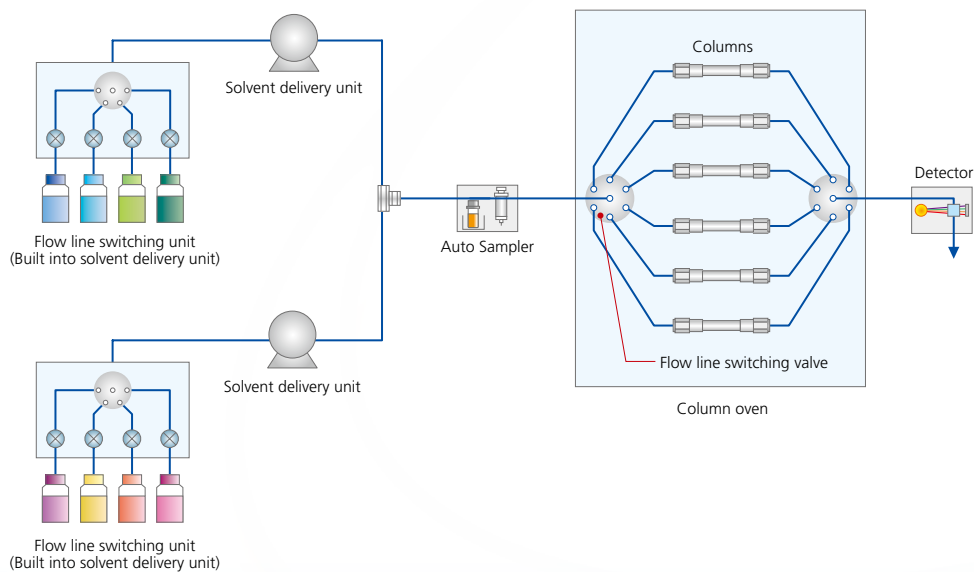 Solvent delivery unit
Flow line switching unit
(Built into solvent delivery unit)
Auto Sampler
Columns
Detector
Flow line switching valve
Column oven
Solvent delivery unit
Flow line switching unit
(Built into solvent delivery unit)